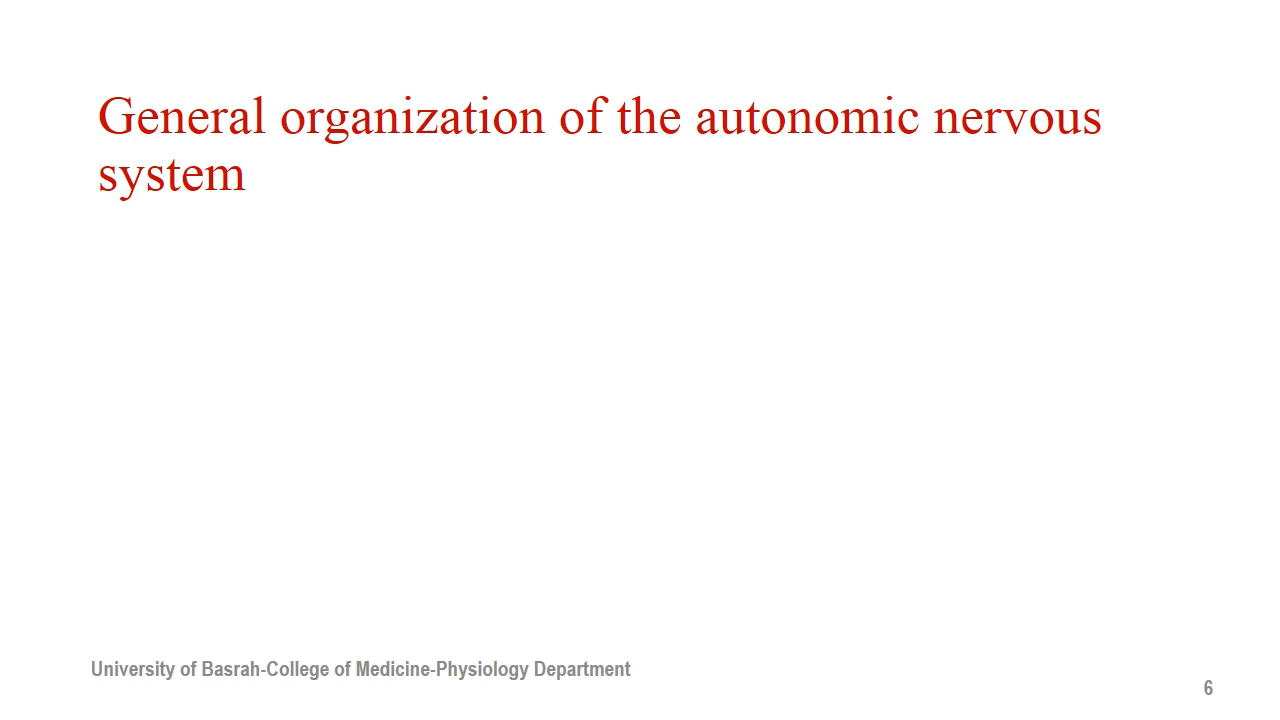 General organization of the autonomic nervous
system
University of Basrah-College of Medicine-Physiology Department
6